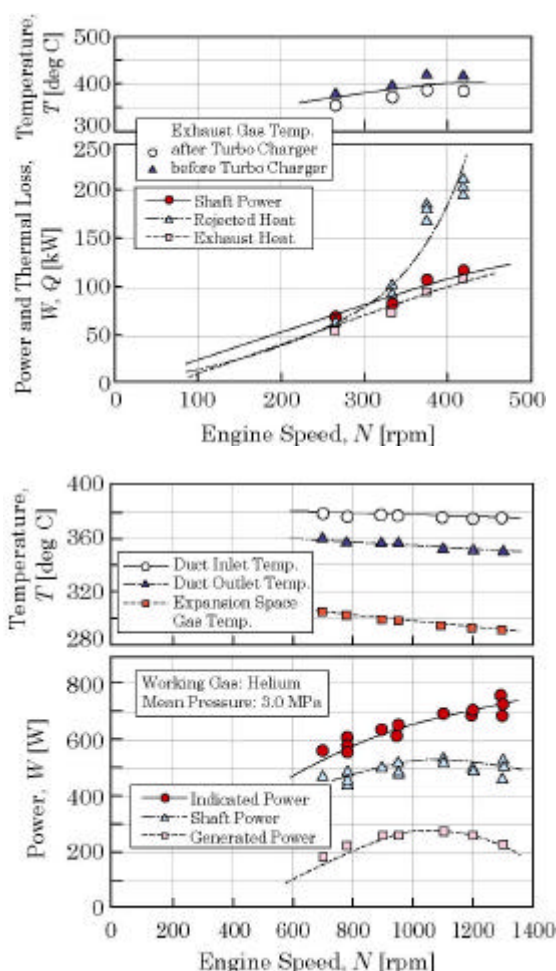 500
400
300
Temperature,
T [deg C]
Exhaust Gas Temp.
after Turbo Charger
before Turbo Charger
250
200
150
100
50
0
Power and Thermal Loss,
W, Q [kW]
Shaft Power
Rejected Heat
Exhaust Heat
0 100 200 300 400 500
Engine Speed, N [rpm]
400
360
320
280
Temperature,
T [deg C]
Duct Inlet Temp.
Duct Outlet Temp.
Expansion Space
Gas Temp.
800
600
400
200
0
Power, W [W]
Working Gas: Helium
Mean Pressure: 3.0 MPa
Indicated Power
Shaft Power
Generated Power
0 200 400 600 800 1000 1200 1400
Engine Speed, N [rpm]